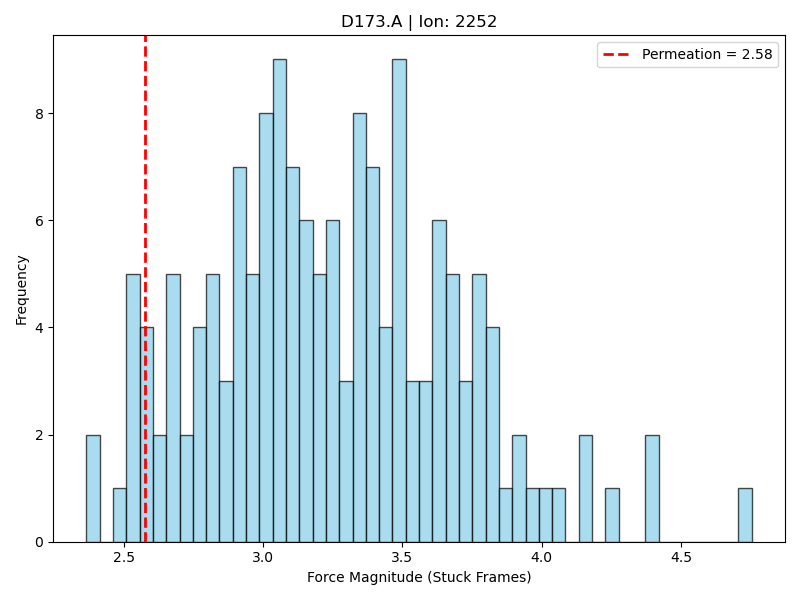 D173.A | Ion: 2252
Permeation = 2.58
Frequency
8
6
4
2
0
2.5 3.0 3.5 4.0 4.5
Force Magnitude (Stuck Frames)